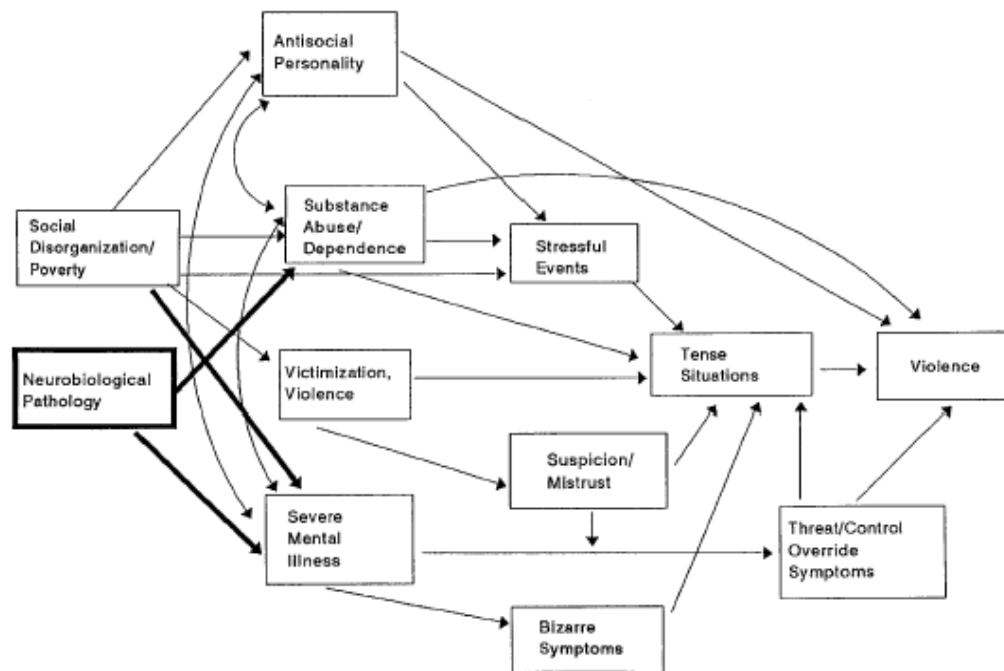 Antisocial
Personality
Substance
Abuse/
Dependence
Social
Disorganization/
Poverty
Stressful
Events
Neurobiological
Pathology
Victimization,
Violence
Tense
Situations
Violence
Suspicion/
Mistrust
Severe
Mental
Illness
Threat/Control
Override
Symptoms
Bizarre
Symptoms